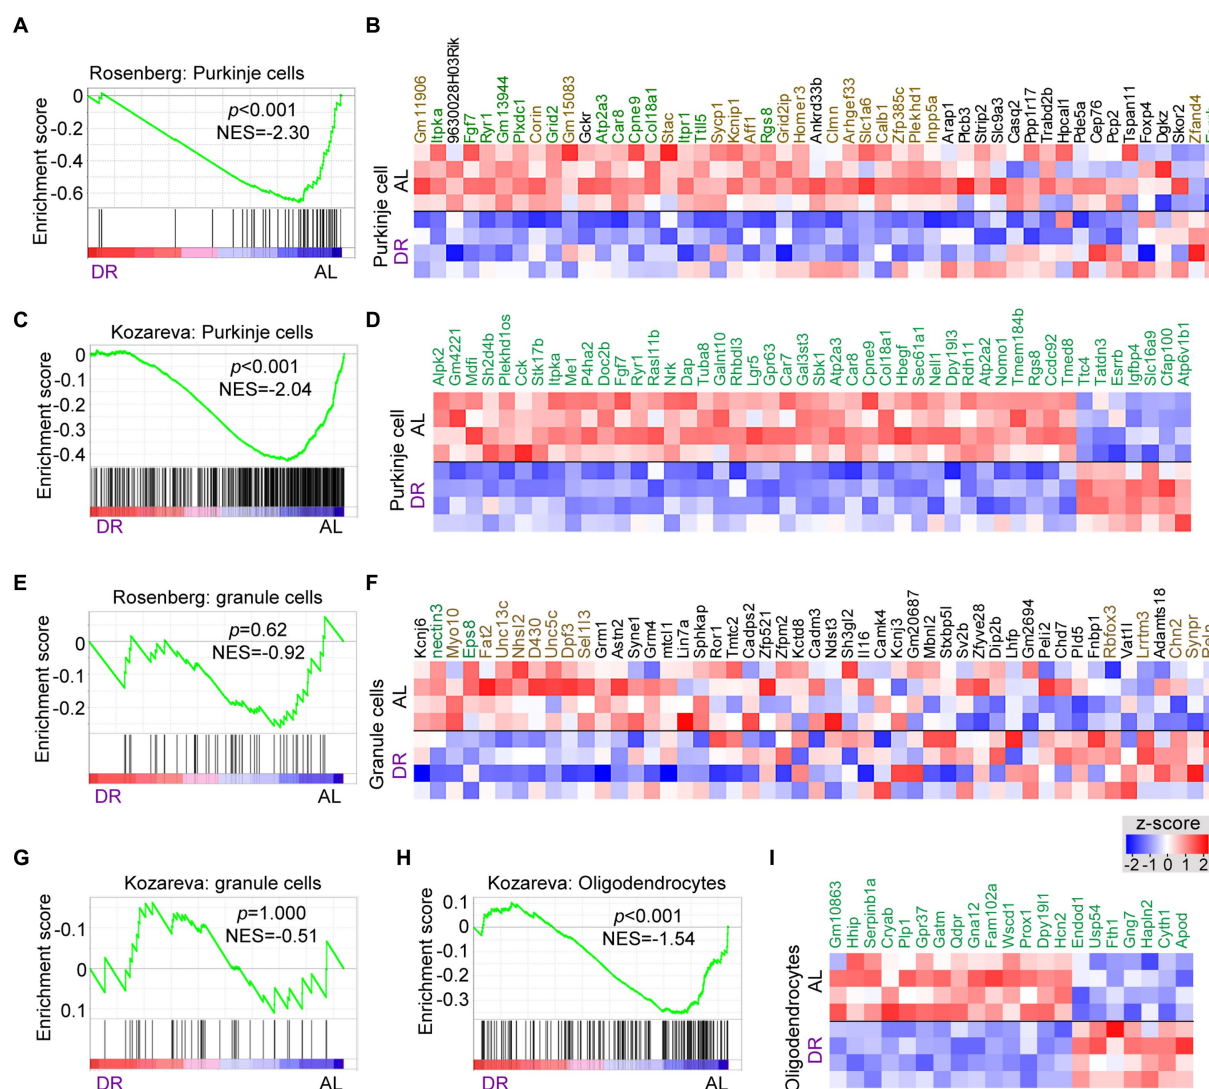 A
Rosenberg: Purkinje cells
Enrichment score
0
-0.2
-0.4
-0.6
p<0.001
NES=-2.30
DR
AL
B
Gm11906
Itpka
9630028H03Rik
Fgf7
Ryr1
Gm13944
Plxdc1
Corin
Grid2
Gm15083
Gckr
Atp2a3
Car8
Cpne9
Col18a1
Stac
Itpr1
Ttll5
Sycp1
Kcnip1
Aff1
Rgs8
Grid2ip
Homer3
Ankrd33b
Clmn
Arhgef33
Slc1a6
Calb1
Zfp385c
Plekhd1
Inpp5a
Arap1
Plcb3
Strip2
Slc9a3
Casq2
Ppp1r17
Trabd2b
Hpcal1
Pde5a
Cep76
Pcp2
Tspan11
Foxp4
Dgkz
Skor2
Zfand4
Purkinje cell
AL
DR
C
Kozareva: Purkinje cells
Enrichment score
0
-0.1
-0.2
-0.3
-0.4
p<0.001
NES=-2.04
DR
AL
D
Alpk2
Gm4221
Mdfi
Sh2d4b
Plekhd1os
Cck
Stk17b
Itpka
Me1
P4ha2
Doc2b
Fgf7
Ryr1
Rasl11b
Nrk
Dap
Tuba8
Galnt10
Rhbdl3
Lgr5
Gpr63
Car7
Gal3st3
Sbk1
Atp2a3
Car8
Cpne9
Col18a1
Hbegf
Sec61a1
Nell1
Dpy19l3
Rdh11
Atp2a2
Nomo1
Tmem184b
Rgs8
Ccdc92
Tmed8
Ttc4
Tatdn3
Esrrb
Igfbp4
Slc16a9
Cfap100
Atp6v1b1
Purkinje cell
AL
DR
E
Rosenberg: granule cells
Enrichment score
0
-0.1
-0.2
p=0.62
NES=-0.92
DR
AL
F
Kcnj6
nectin3
Myo10
Eps8
Fat2
Unc13c
Nhsl2
D430
Unc5c
Dpf3
Sel1l3
Grm1
Astn2
Syne1
Grm4
mtcl1
Lin7a
Sphkap
Ror1
Tmtc2
Cadps2
Zfp521
Zfpm2
Kctd8
Cadm3
Ndst3
Sh3gl2
Il16
Camk4
Kcnj3
Gm20687
Mbnl2
Stxbp5l
Sv2b
Zfyve28
Dip2b
Lhfp
Gm2694
Peli2
Chd7
Pld5
Fnbp1
Rbfox3
Vat1l
Lrrtm3
Adamts18
Chn2
Synpr
Granule cells
AL
DR
z-score
-2 -1 0 1 2
G
Kozareva: granule cells
Enrichment score
-0.1
0
0.1
p=1.000
NES=-0.51
DR
AL
H
Kozareva: Oligodendrocytes
Enrichment score
0.1
0
-0.1
-0.2
-0.3
p<0.001
NES=-1.54
DR
AL
I
Gm10863
Hhip
Serpinb1a
Cryab
Plp1
Gpr37
Gatm
Qdpr
Gna12
Fam102a
Wscd1
Prox1
Dpy19l1
Hcn2
Endod1
Usp54
Fth1
Gng7
Hapln2
Cyth1
Apod
Oligodendrocytes
AL
DR